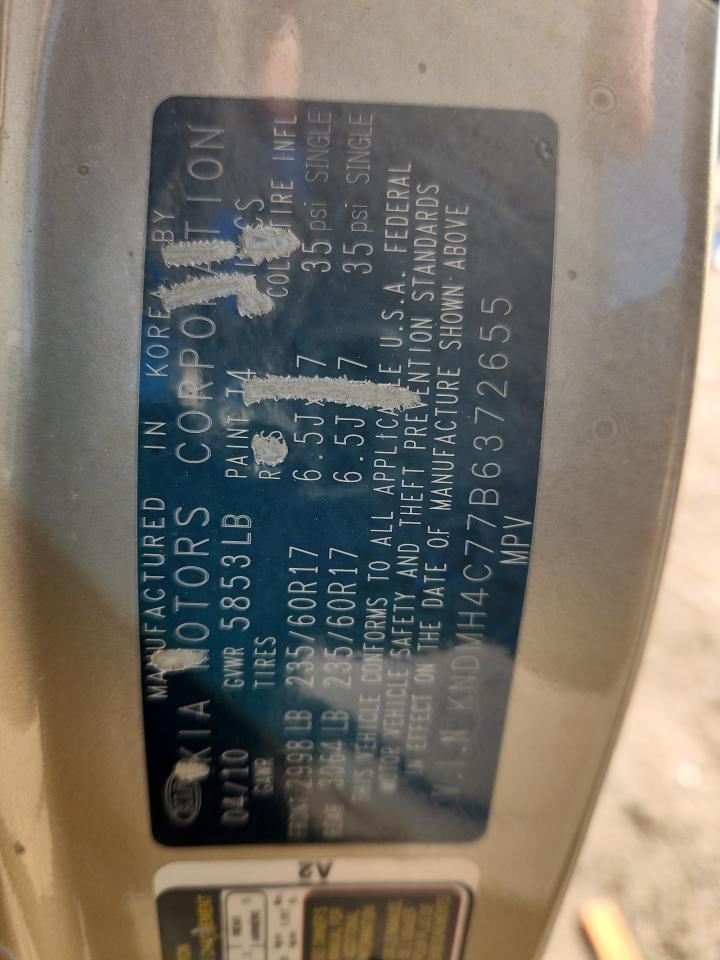 MANUFACTURED IN KOREA BY
KIA MOTORS CORPORATION
04/10 GVWR 5853LB PAINT I4
GAWR TIRES COLD TIRE INFL
FRONT 2998 LB 235/60R17 6.5J 17 35 psi SINGLE
REAR 3064 LB 235/60R17 6.5J 17 35 psi SINGLE
THIS VEHICLE CONFORMS TO ALL APPLICABLE U.S.A. FEDERAL
MOTOR VEHICLE SAFETY AND THEFT PREVENTION STANDARDS
IN EFFECT ON THE DATE OF MANUFACTURE SHOWN ABOVE
V.I.N KNDMH4C77B6372655
MPV
A2